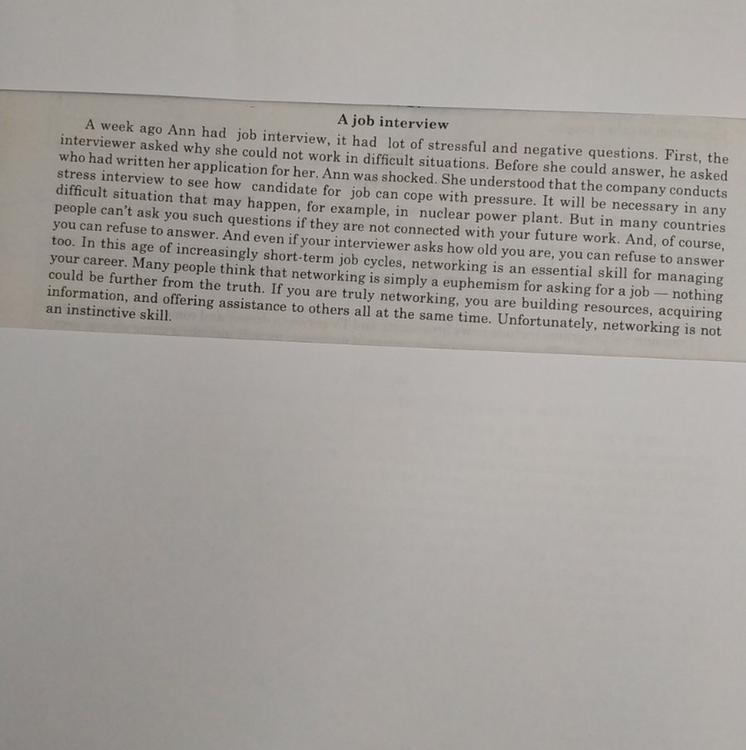 A job interview
A week ago Ann had job interview, it had lot of stressful and negative questions. First, the
interviewer asked why she could not work in difficult situations. Before she could answer, he asked
who had written her application for her. Ann was shocked. She understood that the company conducts
stress interview to see how candidate for job can cope with pressure. It will be necessary in any
difficult situation that may happen, for example, in nuclear power plant. But in many countries
people can't ask you such questions if they are not connected with your future work. And, of course,
you can refuse to answer. And even if your interviewer asks how old you are, you can refuse to answer
too. In this age of increasingly short-term job cycles, networking is an essential skill for managing
your career. Many people think that networking is simply a euphemism for asking for a job — nothing
could be further from the truth. If you are truly networking, you are building resources, acquiring
information, and offering assistance to others all at the same time. Unfortunately, networking is not
an instinctive skill.